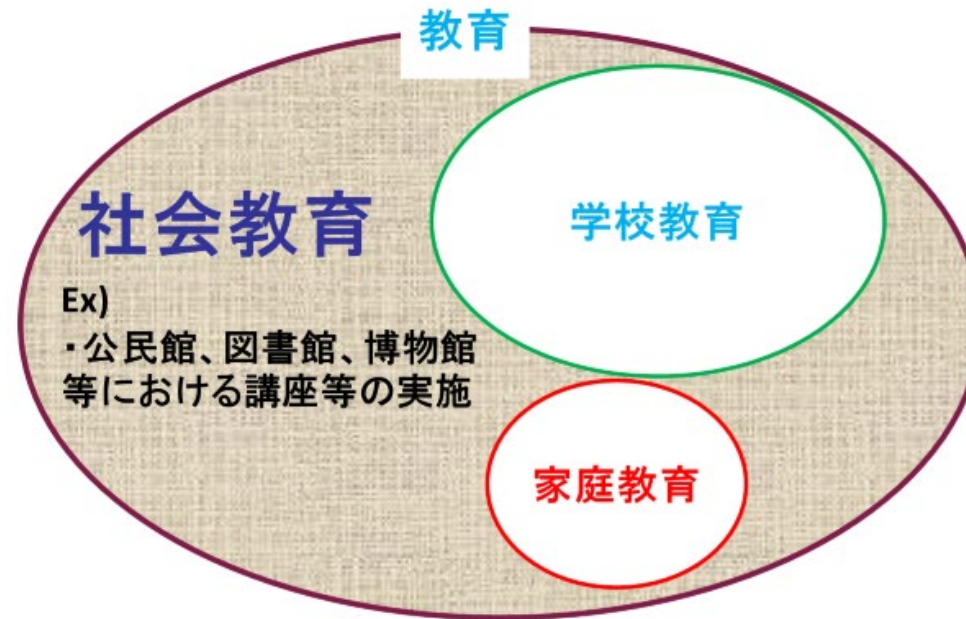 教育
社会教育
学校教育
Ex)
・公民館、図書館、博物館
等における講座等の実施
家庭教育